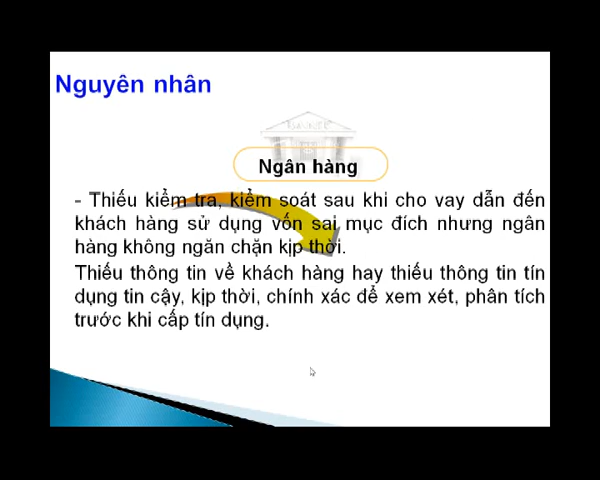 Nguyên nhân
BANK
Ngân hàng
- Thiếu kiểm tra, kiểm soát sau khi cho vay dẫn đến
khách hàng sử dụng vốn sai mục đích nhưng ngân
hàng không ngăn chặn kịp thời.
Thiếu thông tin về khách hàng hay thiếu thông tin tín
dụng tin cậy, kịp thời, chính xác để xem xét, phân tích
trước khi cấp tín dụng.